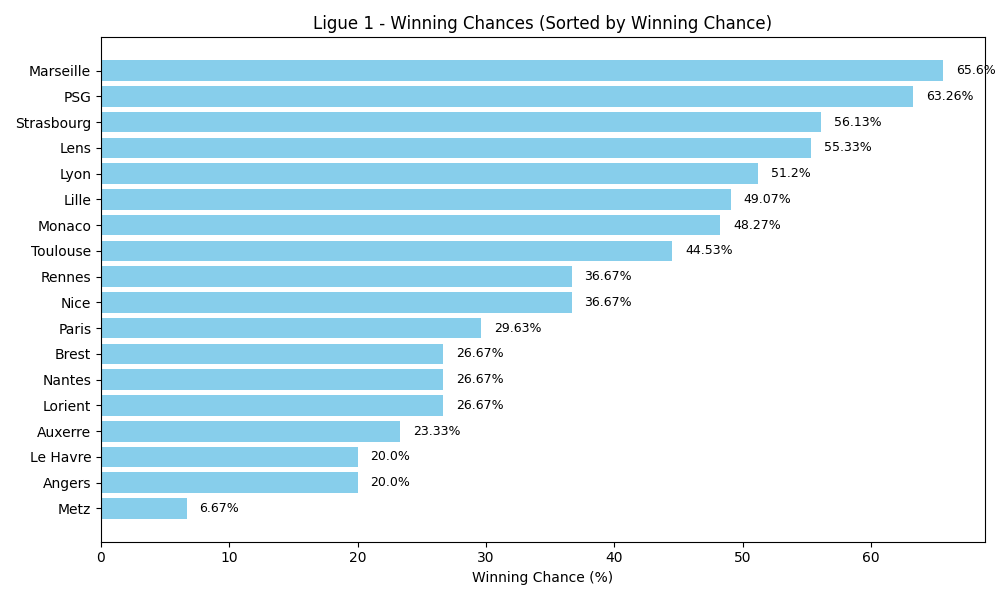 Ligue 1 - Winning Chances (Sorted by Winning Chance)
Marseille 65.6%
PSG 63.26%
Strasbourg 56.13%
Lens 55.33%
Lyon 51.2%
Lille 49.07%
Monaco 48.27%
Toulouse 44.53%
Rennes 36.67%
Nice 36.67%
Paris 29.63%
Brest 26.67%
Nantes 26.67%
Lorient 26.67%
Auxerre 23.33%
Le Havre 20.0%
Angers 20.0%
Metz 6.67%
0 10 20 30 40 50 60
Winning Chance (%)